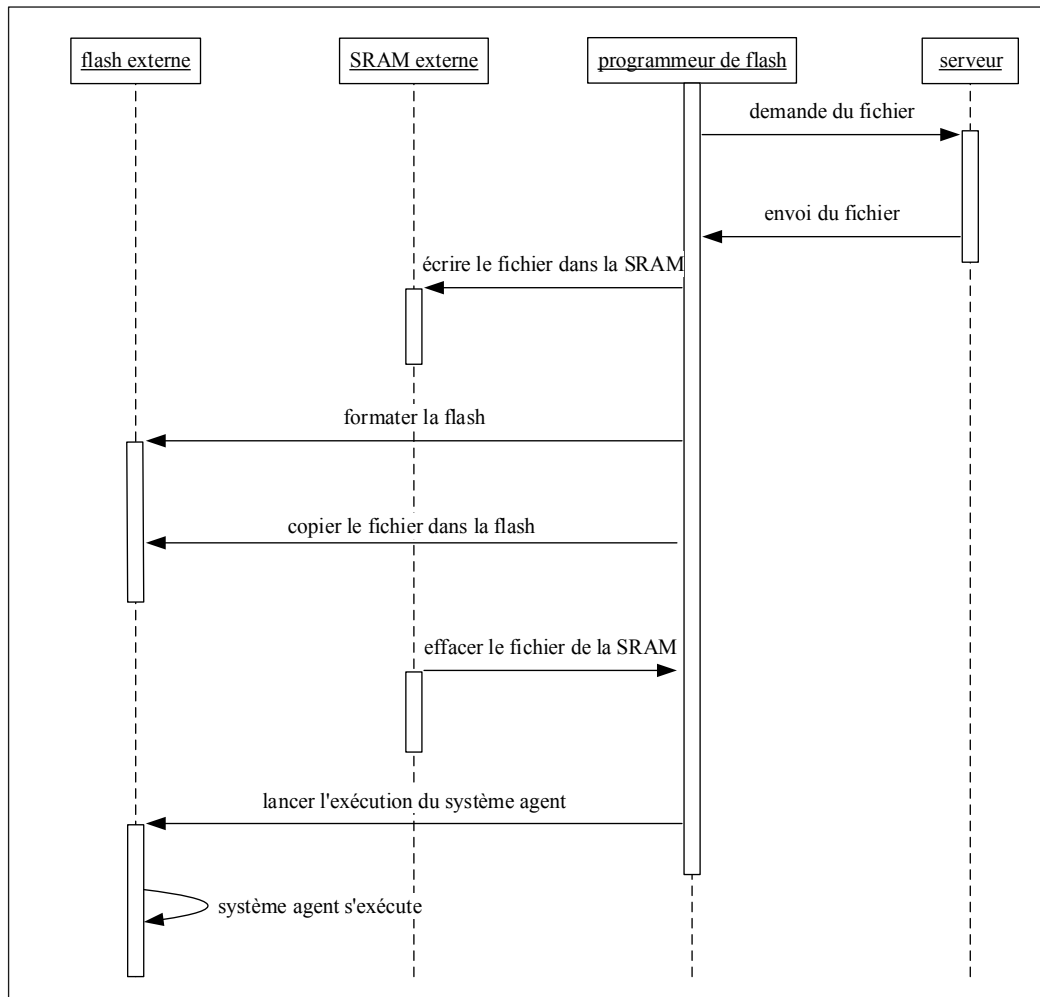 flash externe
SRAM externe
programmeur de flash
serveur
demande du fichier
envoi du fichier
écrire le fichier dans la SRAM
formater la flash
copier le fichier dans la flash
effacer le fichier de la SRAM
lancer l'exécution du système agent
système agent s'exécute